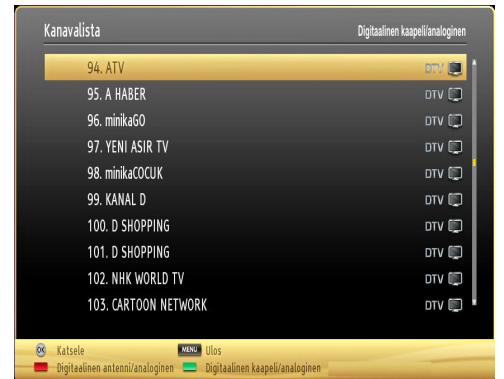 Kanavalista Digitaalinen kaapeli/analoginen
94. ATV DTV
95. A HABER DTV
96. minikaGO DTV
97. YENI ASIR TV DTV
98. minikaCOCUK DTV
99. KANAL D DTV
100. D SHOPPING DTV
101. D SHOPPING DTV
102. NHK WORLD TV DTV
103. CARTOON NETWORK DTV
OK Katsele MENU Ulos
Digitaalinen antenni/analoginen Digitaalinen kaapeli/analoginen